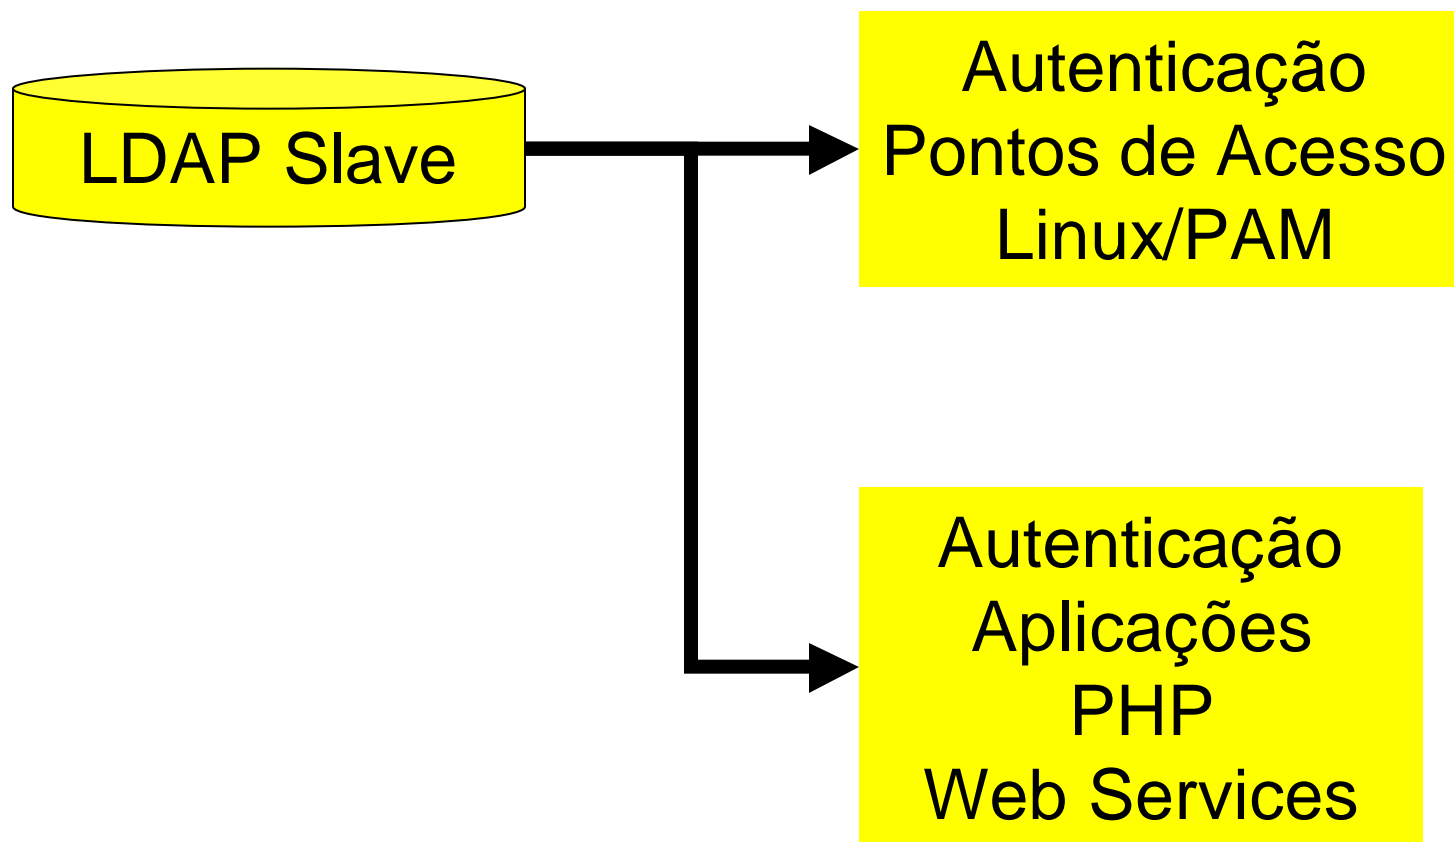 LDAP Slave
Autenticação
Pontos de Acesso
Linux/PAM
Autenticação
Aplicações
PHP
Web Services